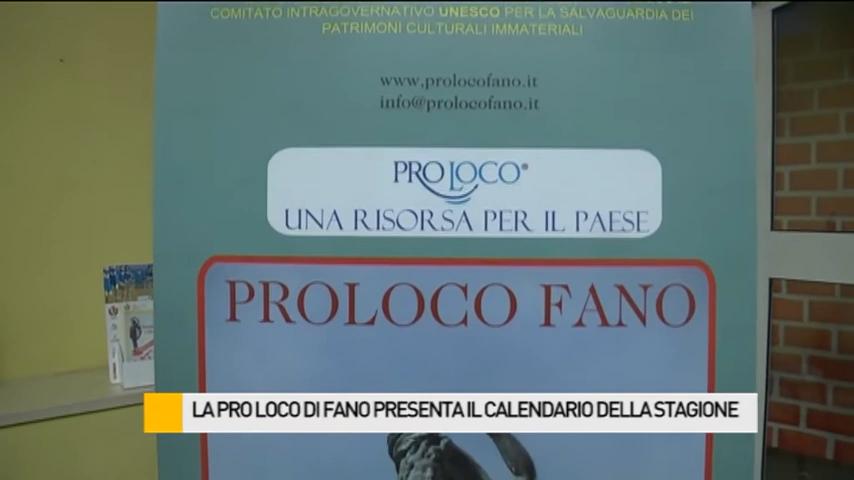 COMITATO INTRAGOVERNATIVO UNESCO PER LA SALVAGUARDIA DEI
PATRIMONI CULTURALI IMMATERIALI
www.prolocofano.it
info@prolocofano.it
PRO LOCO®
UNA RISORSA PER IL PAESE
PROLOCO FANO
LA PRO LOCO DI FANO PRESENTA IL CALENDARIO DELLA STAGIONE